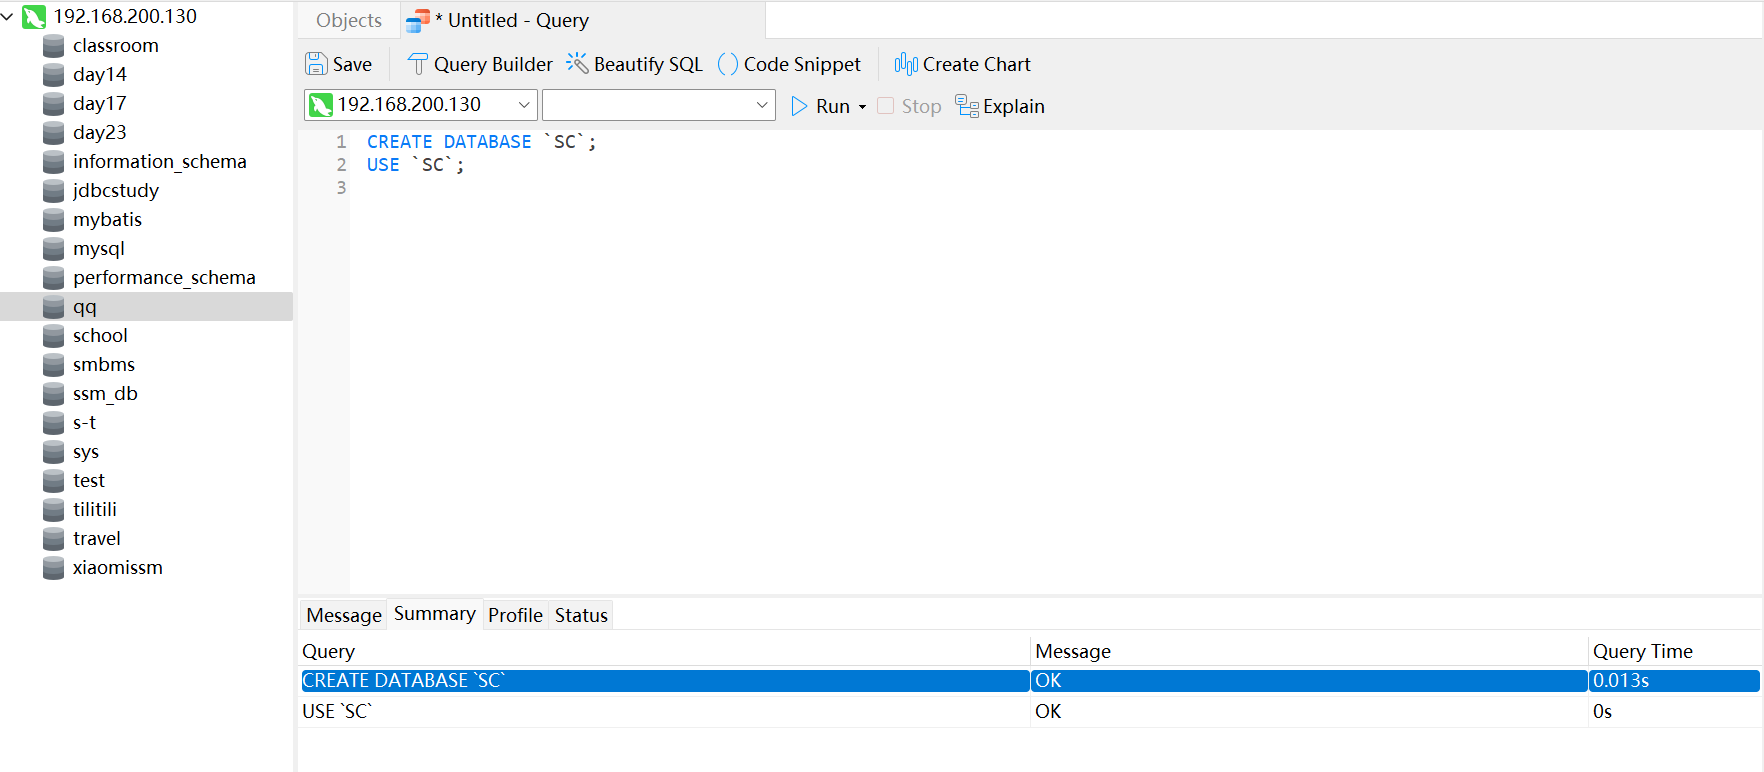 192.168.200.130
classroom
day14
day17
day23
information_schema
jdbcstudy
mybatis
mysql
performance_schema
qq
school
smbms
ssm_db
s-t
sys
test
tilitili
travel
xiaomissm
Objects * Untitled - Query
Save Query Builder Beautify SQL Code Snippet Create Chart
192.168.200.130 Run Stop Explain
1 CREATE DATABASE `SC`;
2 USE `SC`;
3
Message Summary Profile Status
Query Message Query Time
CREATE DATABASE `SC` OK 0.013s
USE `SC` OK 0s